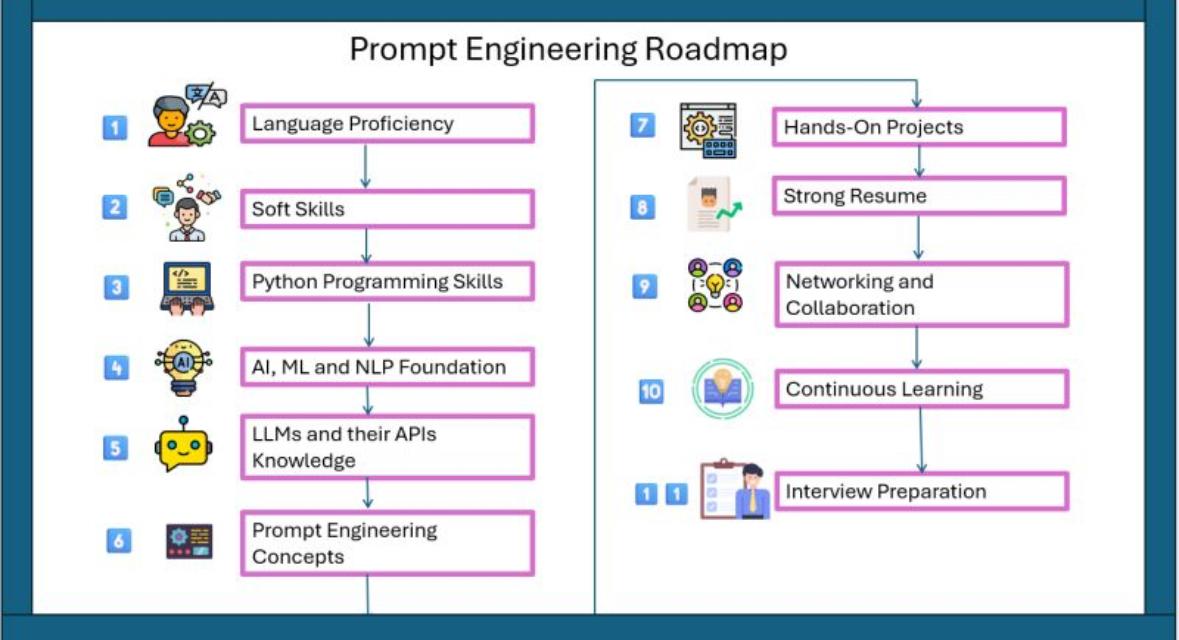 Prompt Engineering Roadmap
1
文 A
Language Proficiency
2
Soft Skills
3
</>
Python Programming Skills
4
AI
AI, ML and NLP Foundation
5
LLMs and their APIs
Knowledge
6
Prompt Engineering
Concepts
7
Hands-On Projects
8
Strong Resume
9
Networking and
Collaboration
10
Continuous Learning
1 1
Interview Preparation